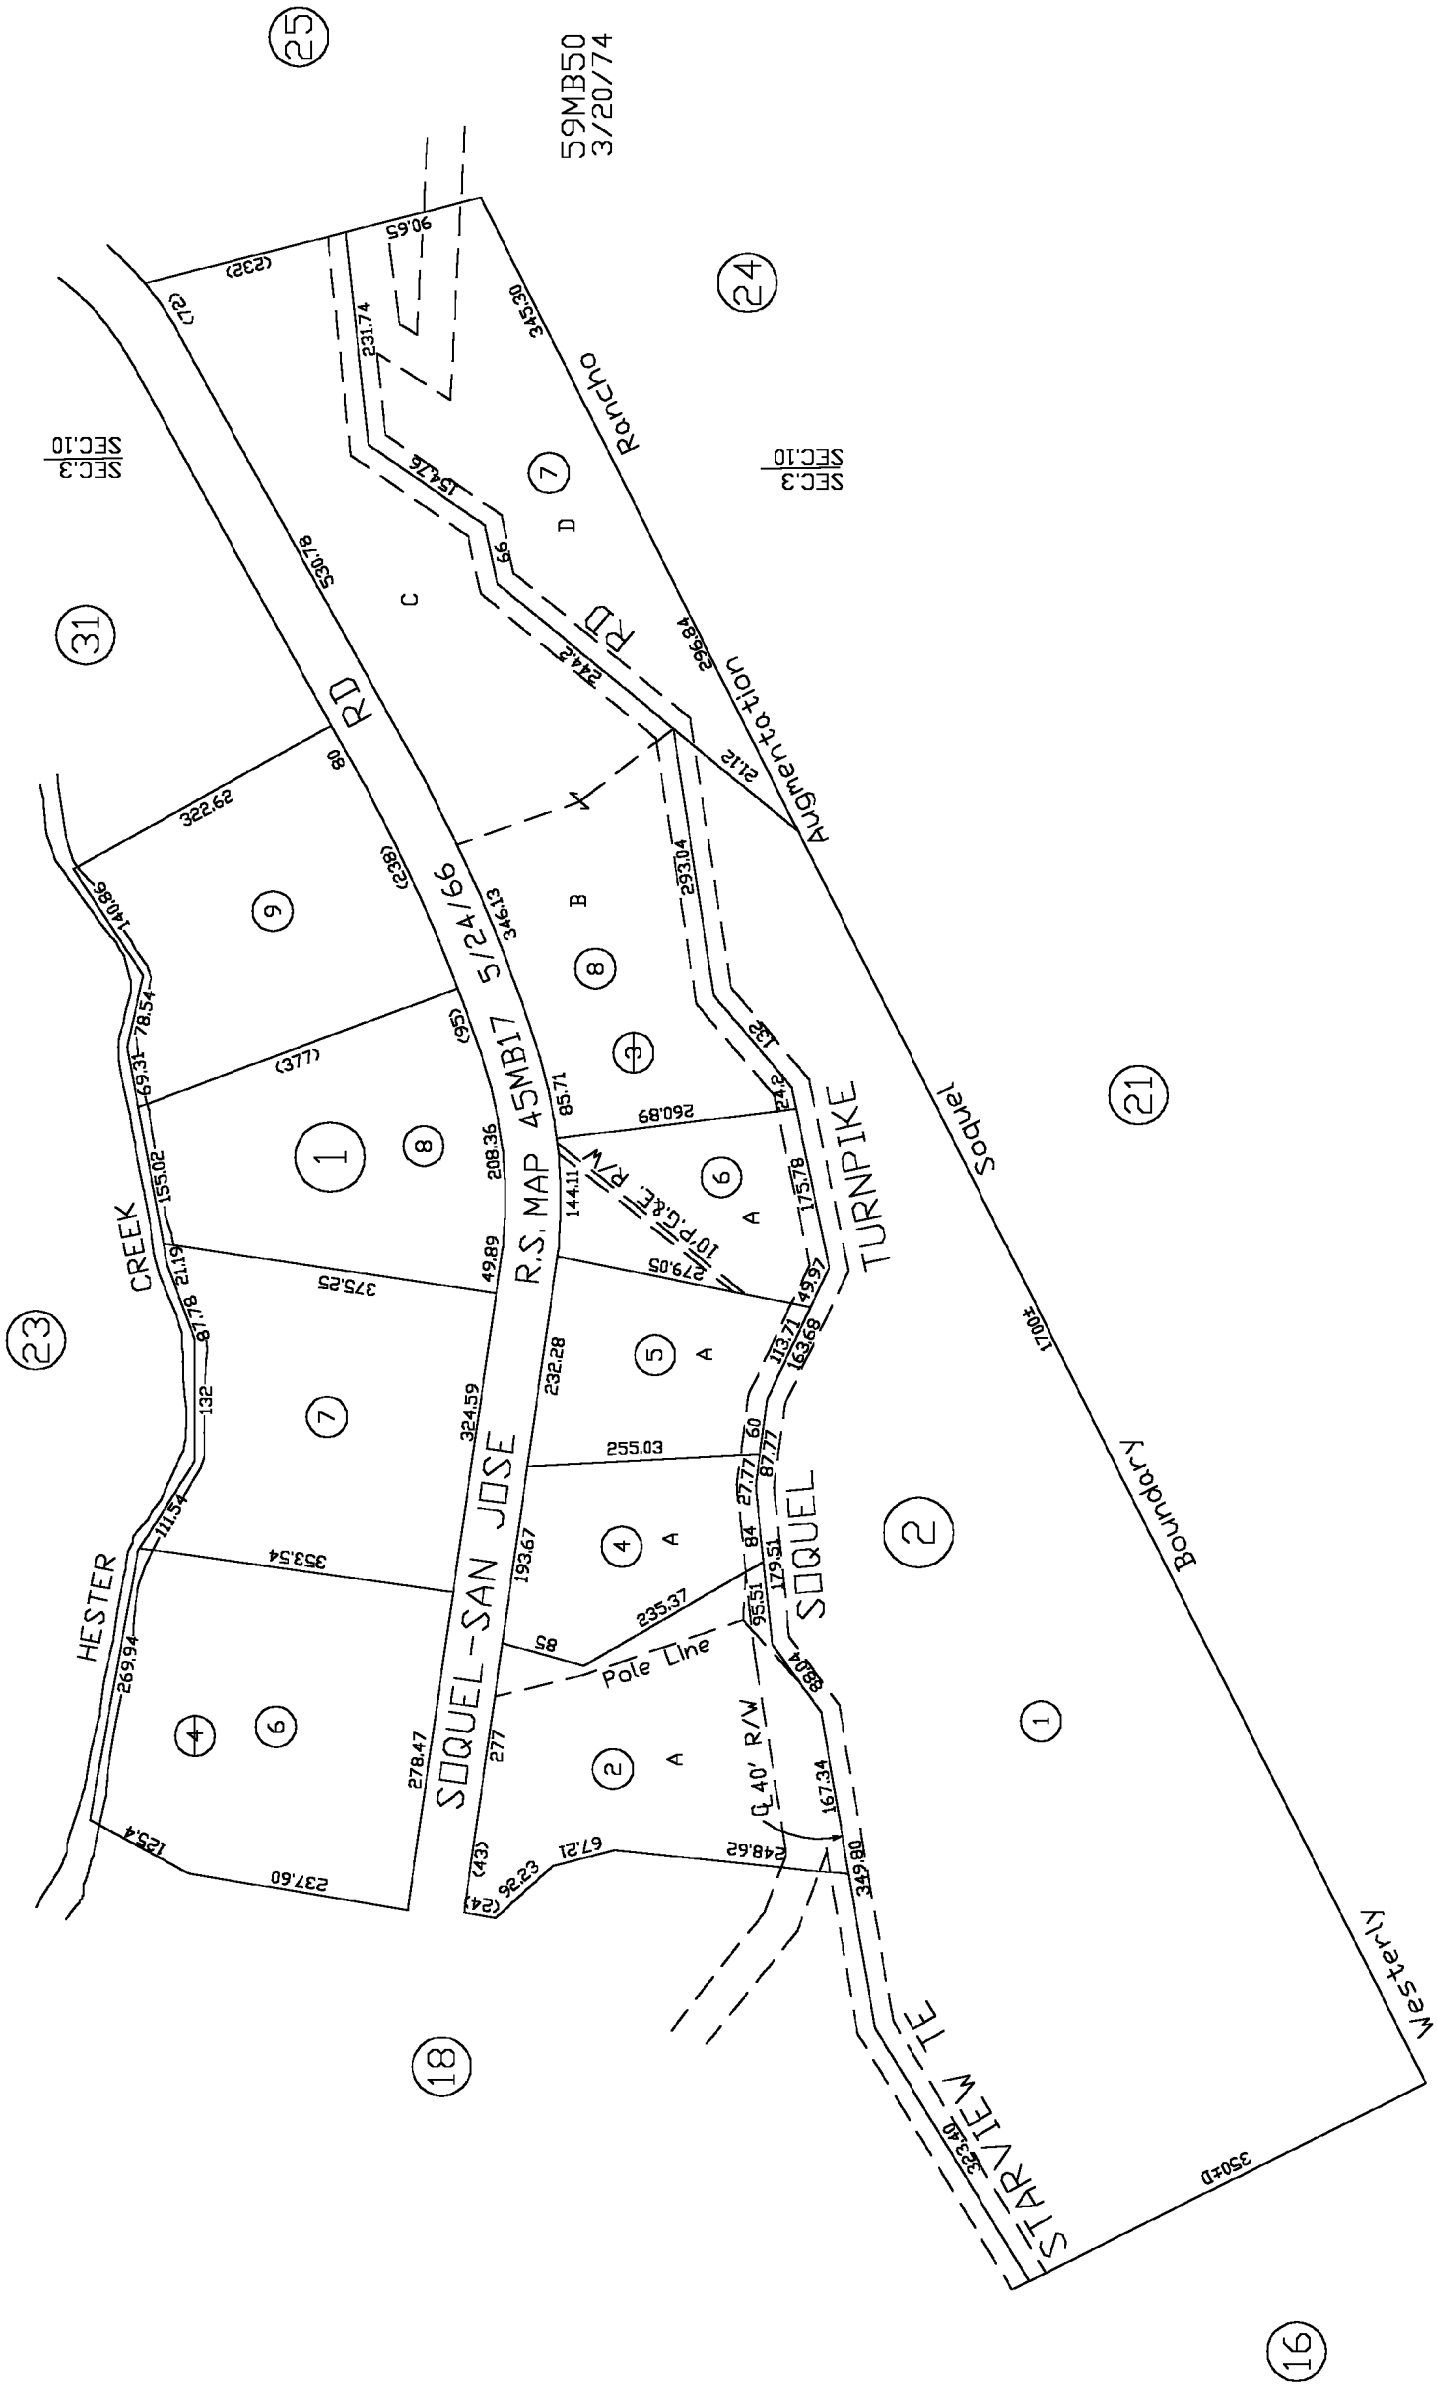 25
59MB50
3/20/74
(72)
(232)
90.65
231.74
345.30
24
SEC.3
SEC.10
SEC.3
SEC.10
Rancho
7
D
154.76
66
530.78
C
31
RD
RD
244.2
296.84
Augmentation
21.12
80
322.62
(238)
140.86
9
5/24/66
346.13
B
8
293.04
3
132
24.2
78.54
69.31
(377)
(95)
45MB17
85.71
260.89
21
Soquel
TURNPIKE
1
8
208.36
R.S. MAP
144.11
10'P.G.&E. R/W
6
A
175.78
155.02
CREEK
21.19
87.78
375.25
49.89
279.05
49.97
23
132
7
324.59
232.28
5
A
113.71
163.68
1700±
255.03
60
87.77
27.77
HESTER
111.54
353.54
SOQUEL-SAN JOSE
193.67
4
A
84
179.51
95.51
SOQUEL
2
Boundary
235.37
85
Pole Line
269.94
4
6
278.47
277
2
A
88.04
℄ 40' R/W
167.34
1
125.4
237.60
(43)
(24)
92.23
67.21
248.62
349.80
18
STARVIEW TE
323.40
Westerly
350±D
16